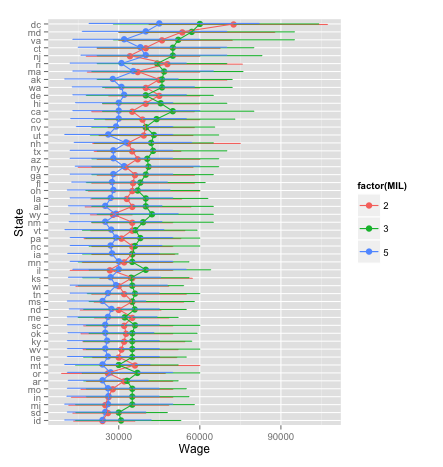 dc
md
va
ct
nj
ri
ma
ak
wa
de
hi
ca
co
nv
ut
nh
tx
az
ny
ga
fl
oh
la
al
wy
nm
vt
pa
nc
ia
mn
il
ks
wi
tn
ms
nd
me
sc
ok
ky
wv
ne
mt
or
ar
mo
in
mi
sd
id
State
30000 60000 90000
Wage
factor(MIL)
2
3
5